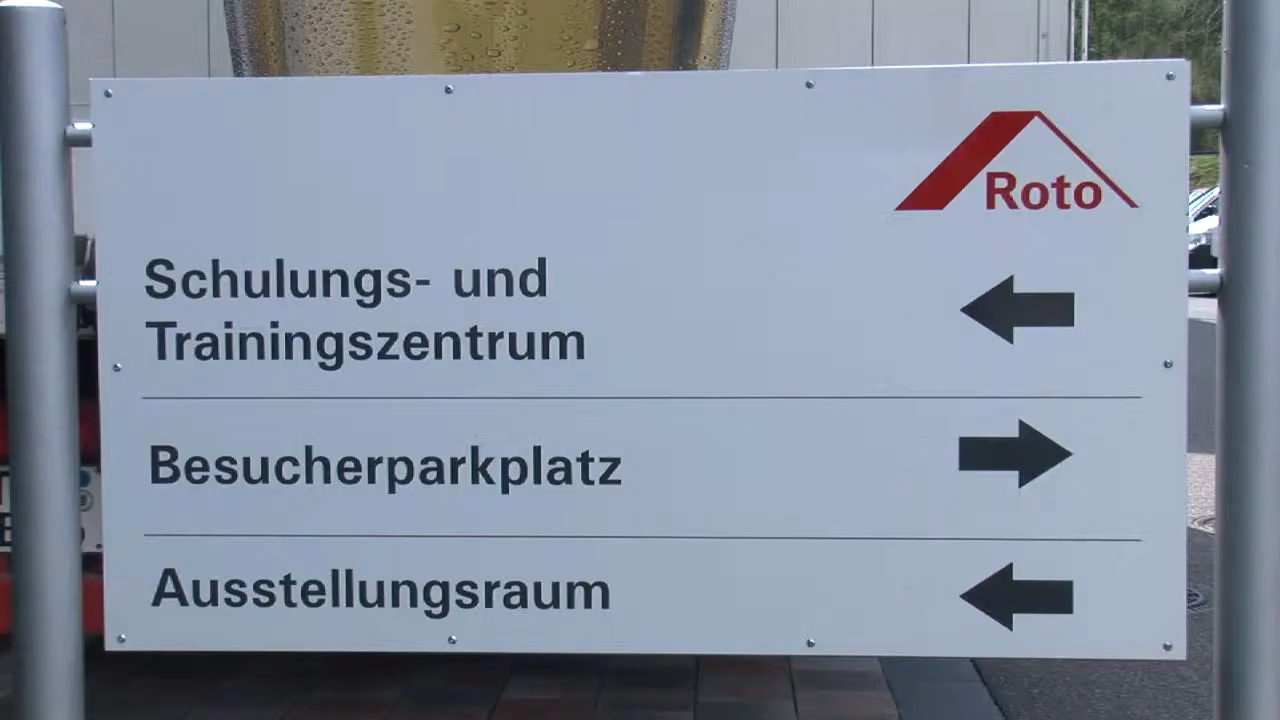 Roto
Schulungs- und
Trainingszentrum
Besucherparkplatz
Ausstellungsraum